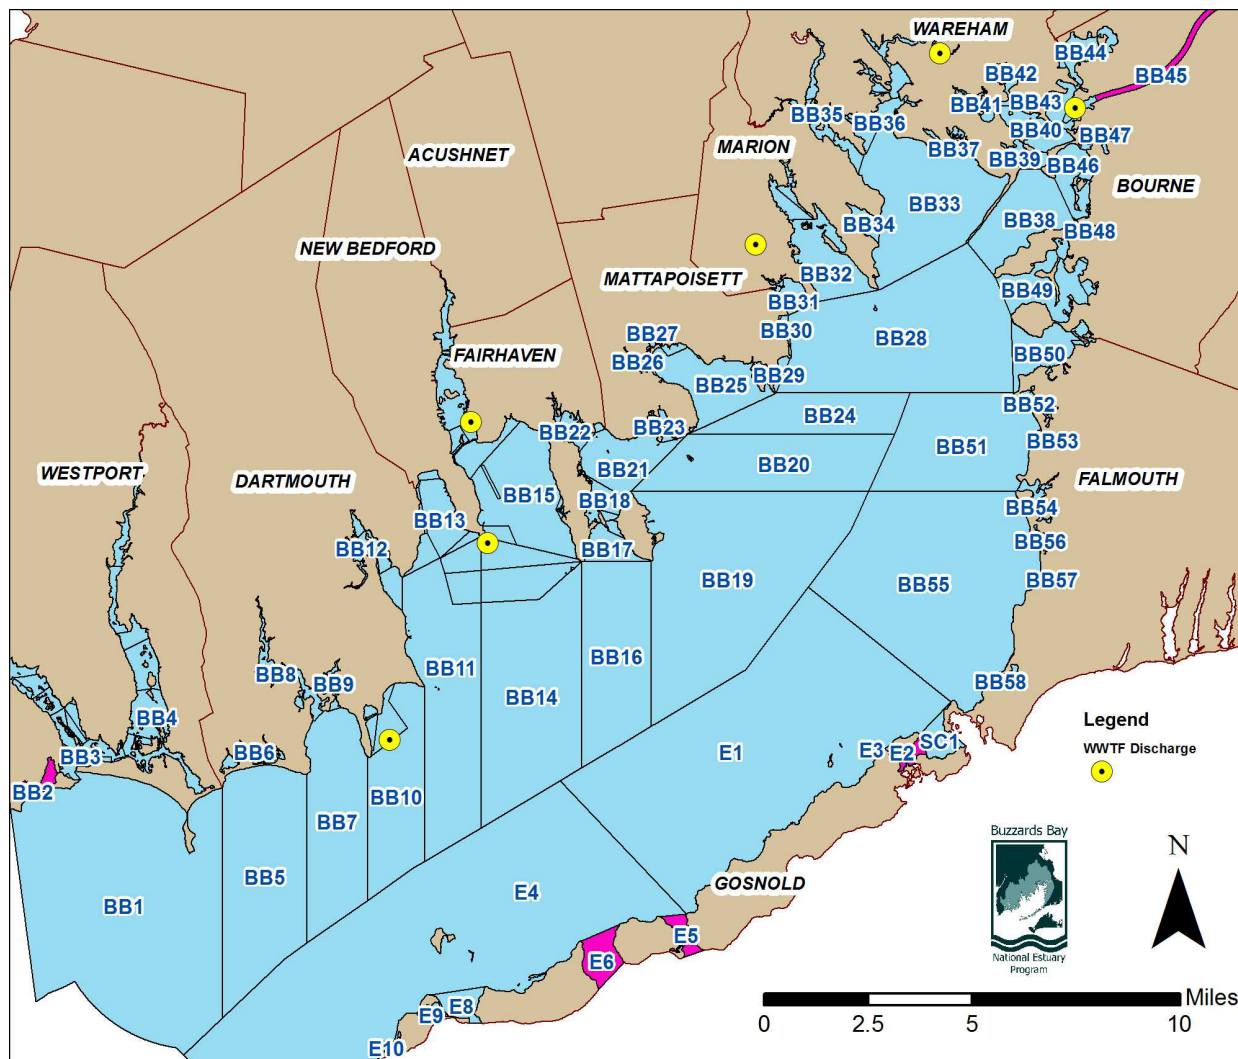 WAREHAM
BB44
BB42
BB45
BB43
BB41
BB35
BB36
BB40
BB47
ACUSHNET
MARION
BB37
BB39
BB46
BOURNE
BB33
BB38
BB34
BB48
NEW BEDFORD
MATTAPOISETT
BB32
BB49
BB31
BB27
BB30
BB28
FAIRHAVEN
BB26
BB50
BB29
BB25
BB52
BB24
BB22
BB23
BB53
WESTPORT
BB21
BB20
BB51
DARTMOUTH
FALMOUTH
BB15
BB18
BB54
BB13
BB56
BB12
BB17
BB19
BB55
BB57
BB16
BB11
BB8
BB9
BB14
BB58
BB4
Legend
SC1
BB6
BB3
E1
E3
E2
WWTF Discharge
BB2
BB10
BB7
Buzzards Bay
N
BB5
GOSNOLD
E4
BB1
E5
E6
National Estuary
Program
E8
E9
Miles
0
2.5
5
10
E10